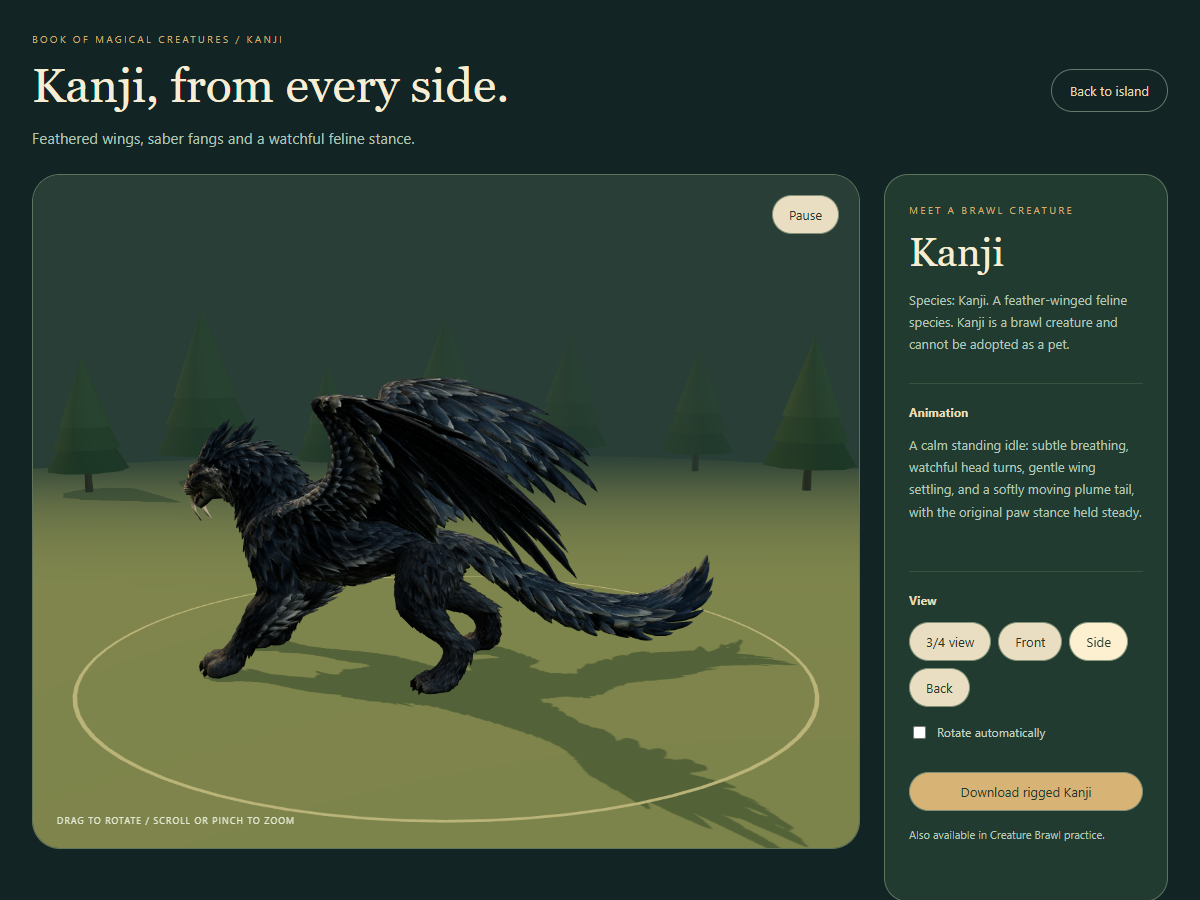 BOOK OF MAGICAL CREATURES / KANJI
Kanji, from every side.
Feathered wings, saber fangs and a watchful feline stance.
Back to island
Pause
DRAG TO ROTATE / SCROLL OR PINCH TO ZOOM
MEET A BRAWL CREATURE
Kanji
Species: Kanji. A feather-winged feline
species. Kanji is a brawl creature and
cannot be adopted as a pet.
Animation
A calm standing idle: subtle breathing,
watchful head turns, gentle wing
settling, and a softly moving plume tail,
with the original paw stance held steady.
View
3/4 view
Front
Side
Back
Rotate automatically
Download rigged Kanji
Also available in Creature Brawl practice.